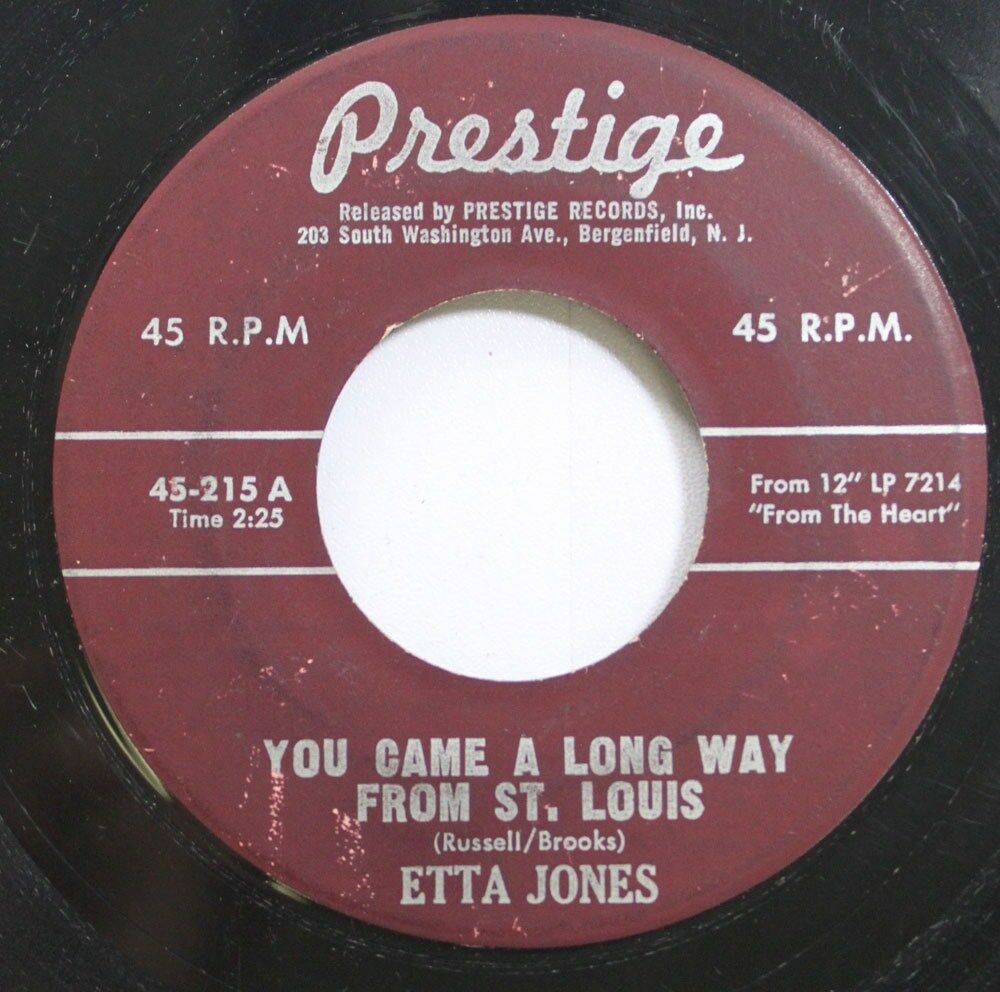 Prestige
Released by PRESTIGE RECORDS, Inc.
203 South Washington Ave., Bergenfield, N. J.
45 R.P.M
45 R.P.M.
45-215 A
Time 2:25
From 12" LP 7214
"From The Heart"
YOU CAME A LONG WAY
FROM ST. LOUIS
(Russell/Brooks)
ETTA JONES